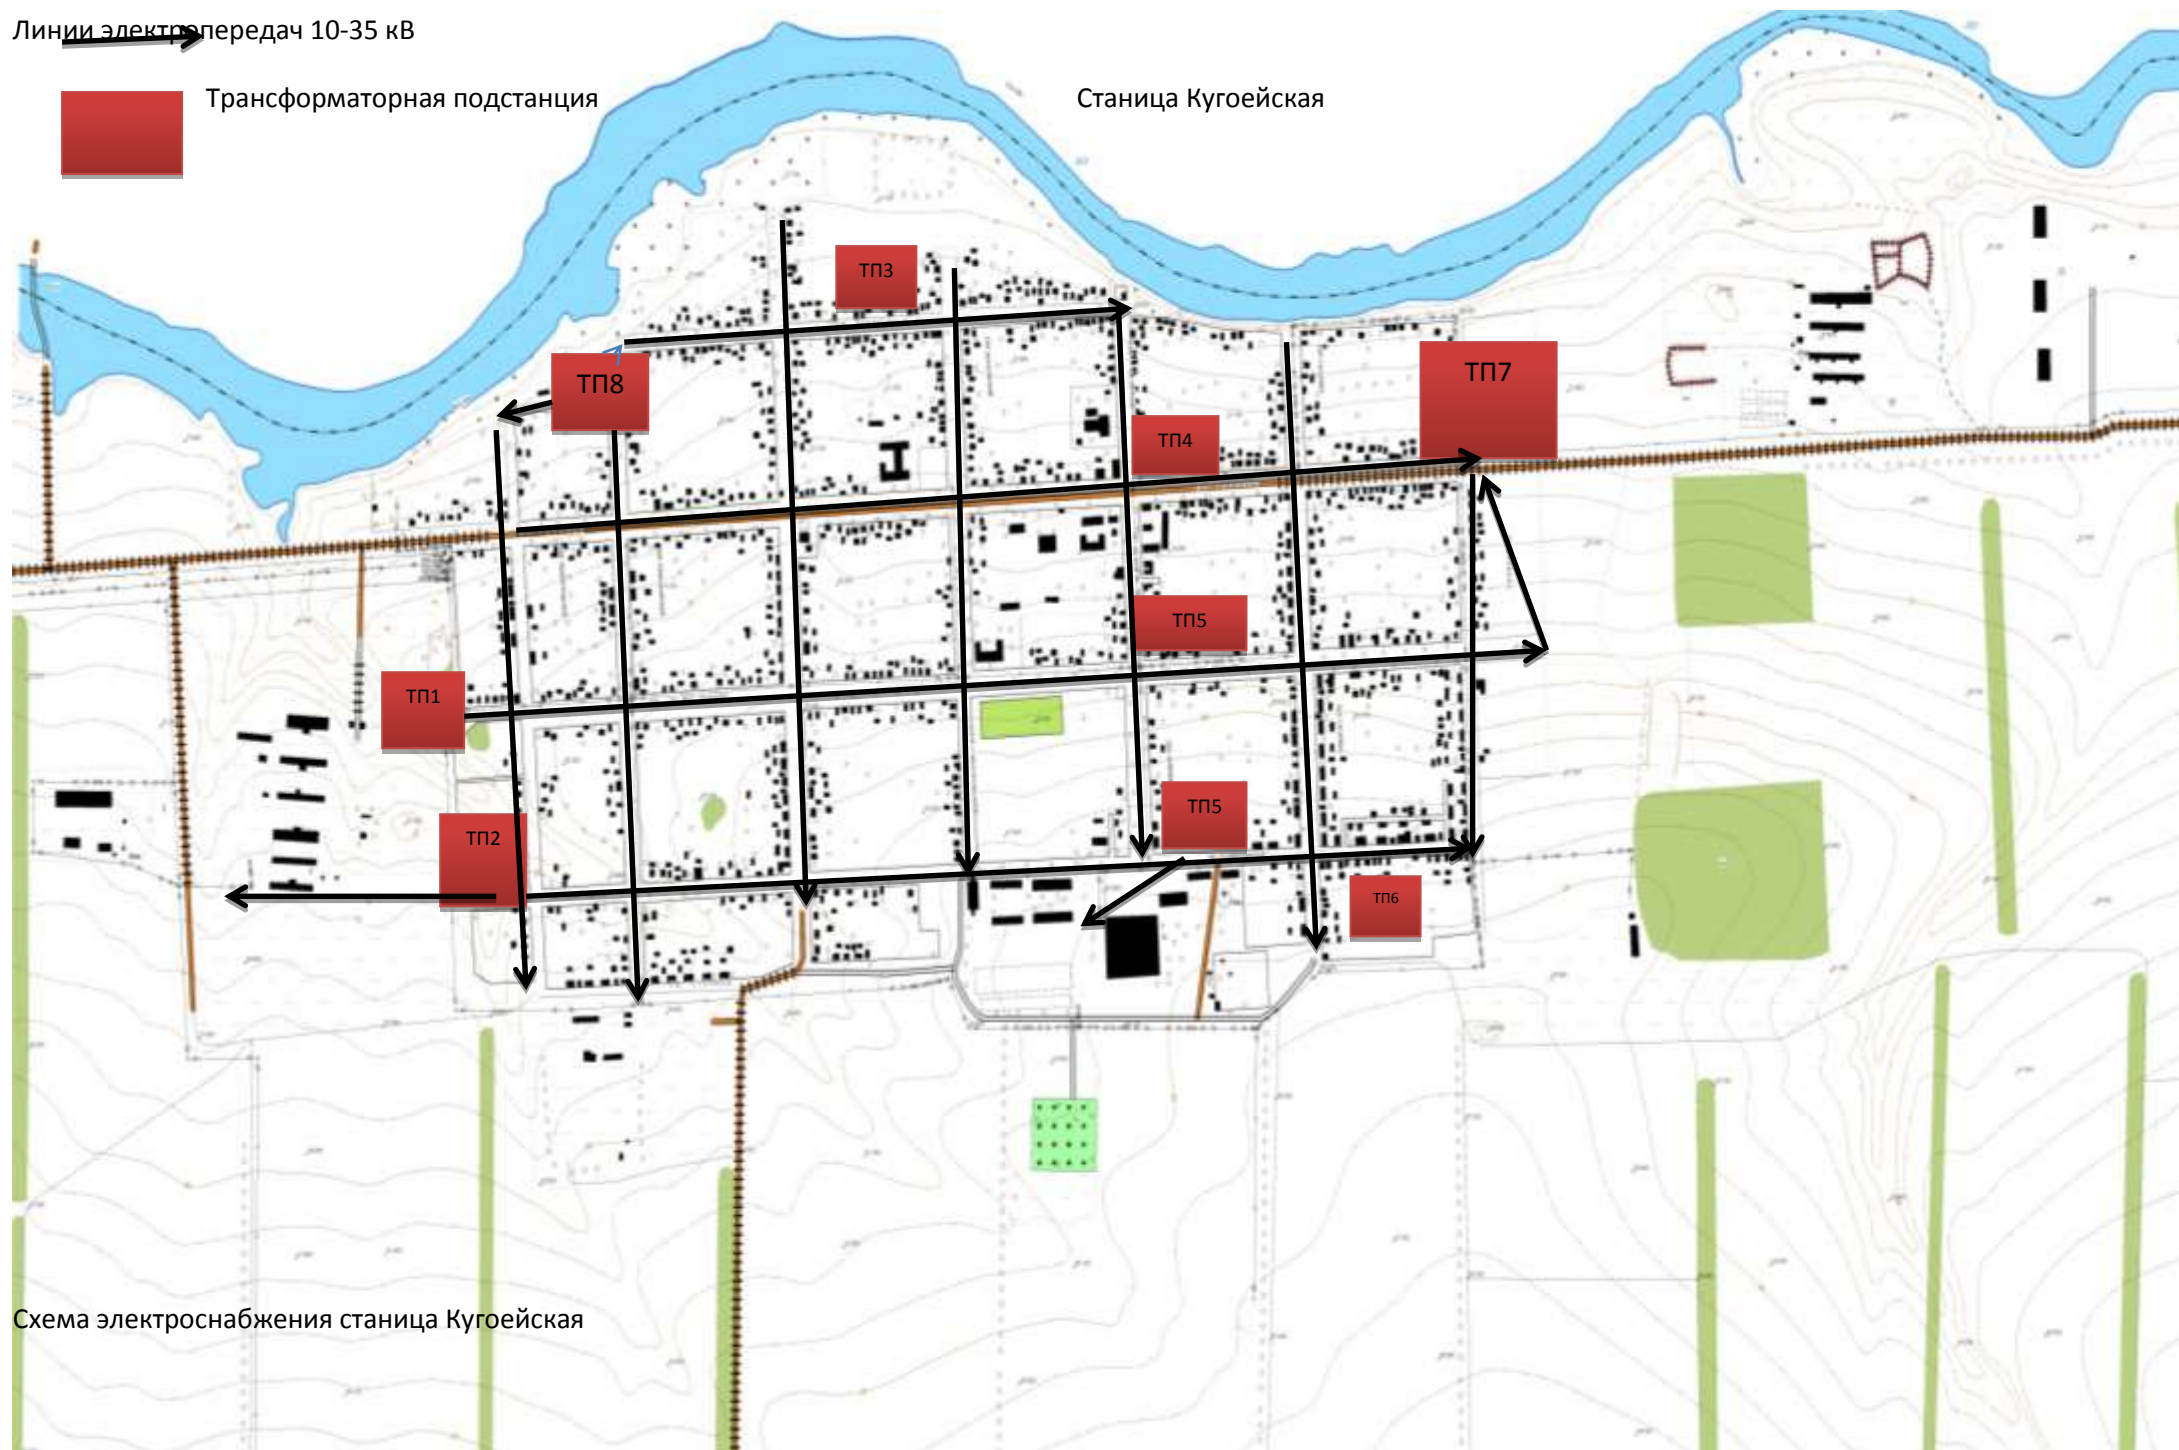 Линии электропередач 10-35 кВ
Трансформаторная подстанция
Станица Кугоейская
ТП3
ТП8
ТП7
ТП4
ТП5
ТП1
ТП5
ТП2
ТП6
Схема электроснабжения станица Кугоейская